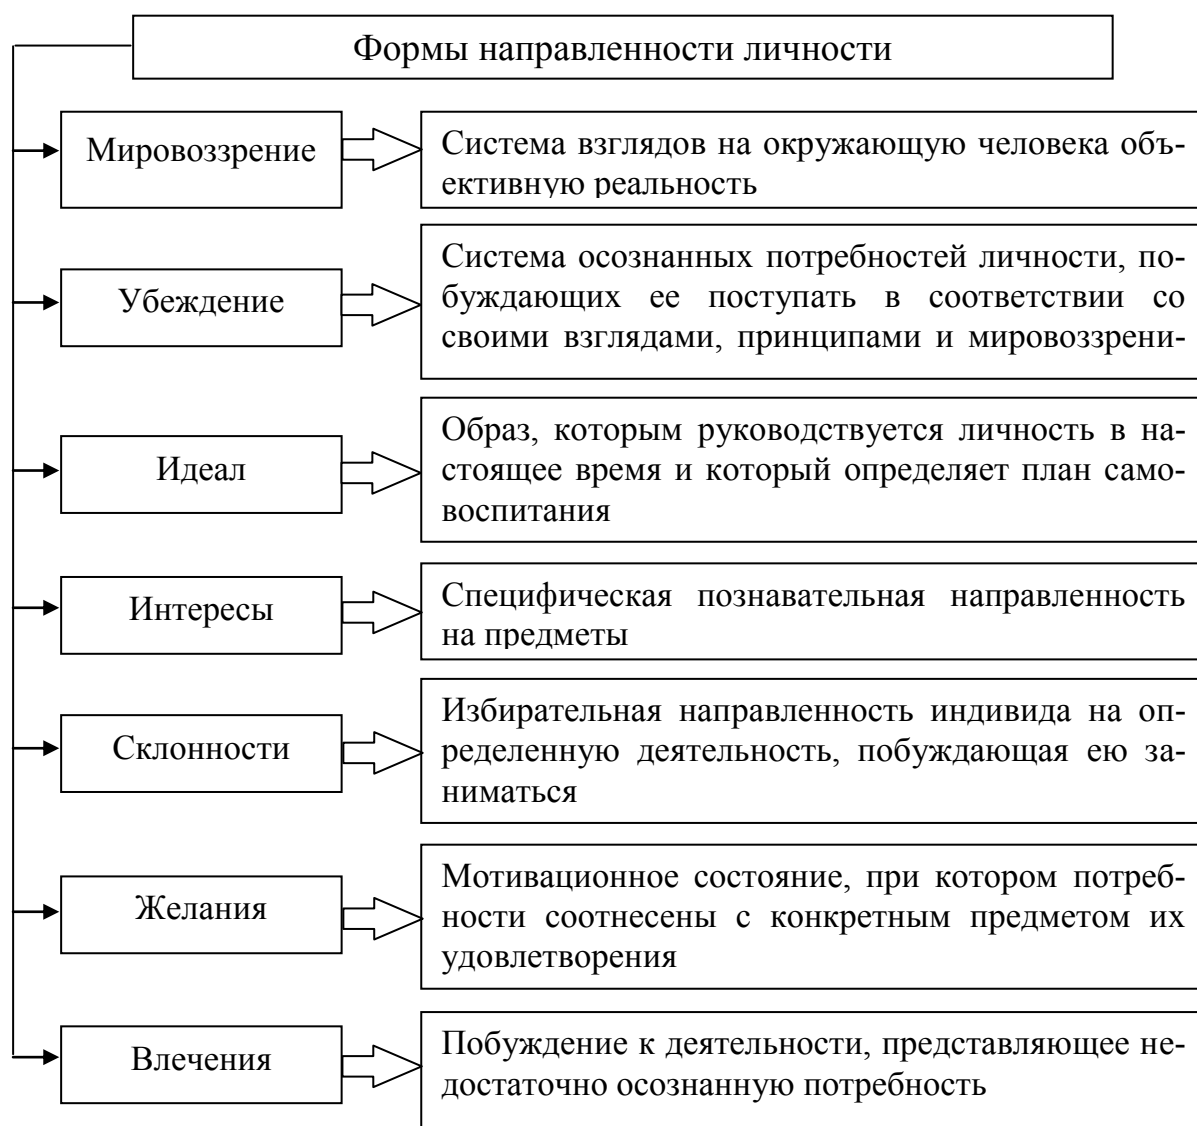 Формы направленности личности
Мировоззрение
Система взглядов на окружающую человека объ-
ективную реальность
Убеждение
Система осознанных потребностей личности, по-
буждающих ее поступать в соответствии со
своими взглядами, принципами и мировоззрени-
Идеал
Образ, которым руководствуется личность в на-
стоящее время и который определяет план само-
воспитания
Интересы
Специфическая познавательная направленность
на предметы
Склонности
Избирательная направленность индивида на оп-
ределенную деятельность, побуждающая ею за-
ниматься
Желания
Мотивационное состояние, при котором потреб-
ности соотнесены с конкретным предметом их
удовлетворения
Влечения
Побуждение к деятельности, представляющее не-
достаточно осознанную потребность